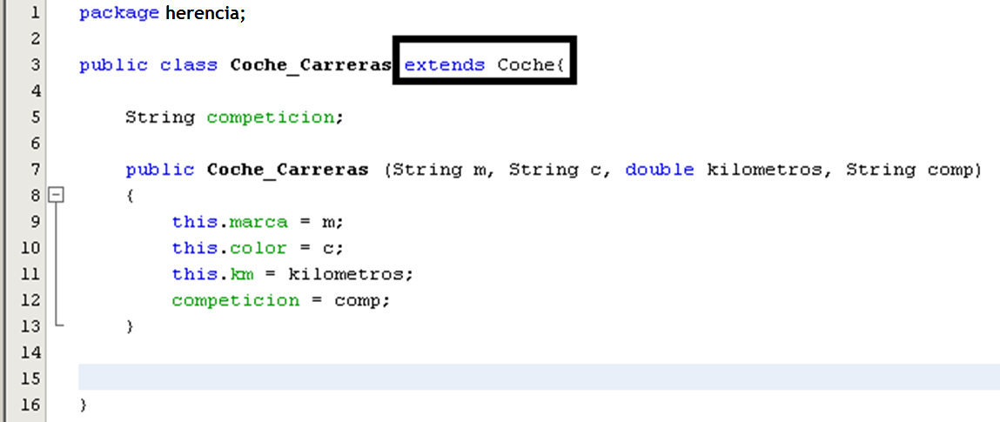 1 package herencia;
2
3 public class Coche_Carreras extends Coche{
4
5 String competicion;
6
7 public Coche_Carreras (String m, String c, double kilometros, String comp)
8 {
9 this.marca = m;
10 this.color = c;
11 this.km = kilometros;
12 competicion = comp;
13 }
14
15
16 }